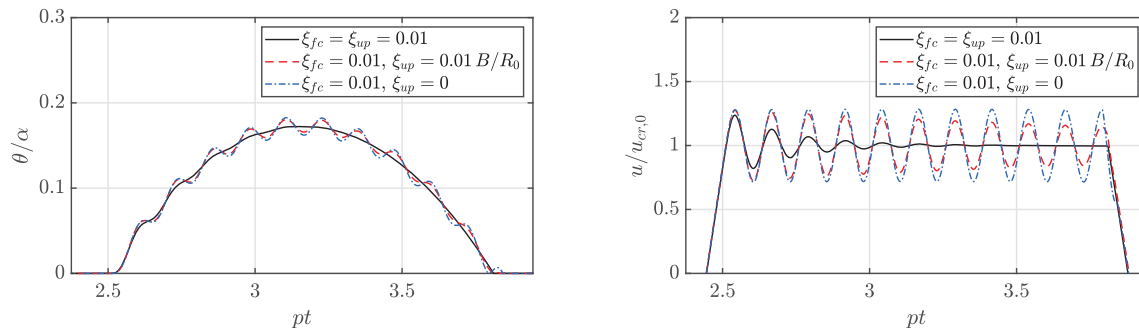 0.3
0.2
0.1
0
θ/α
2.5 3 3.5
pt
ξ_fc = ξ_up = 0.01
ξ_fc = 0.01, ξ_up = 0.01 B/R_0
ξ_fc = 0.01, ξ_up = 0
2
1.5
1
0.5
0
u/u_cr,0
2.5 3 3.5
pt
ξ_fc = ξ_up = 0.01
ξ_fc = 0.01, ξ_up = 0.01 B/R_0
ξ_fc = 0.01, ξ_up = 0